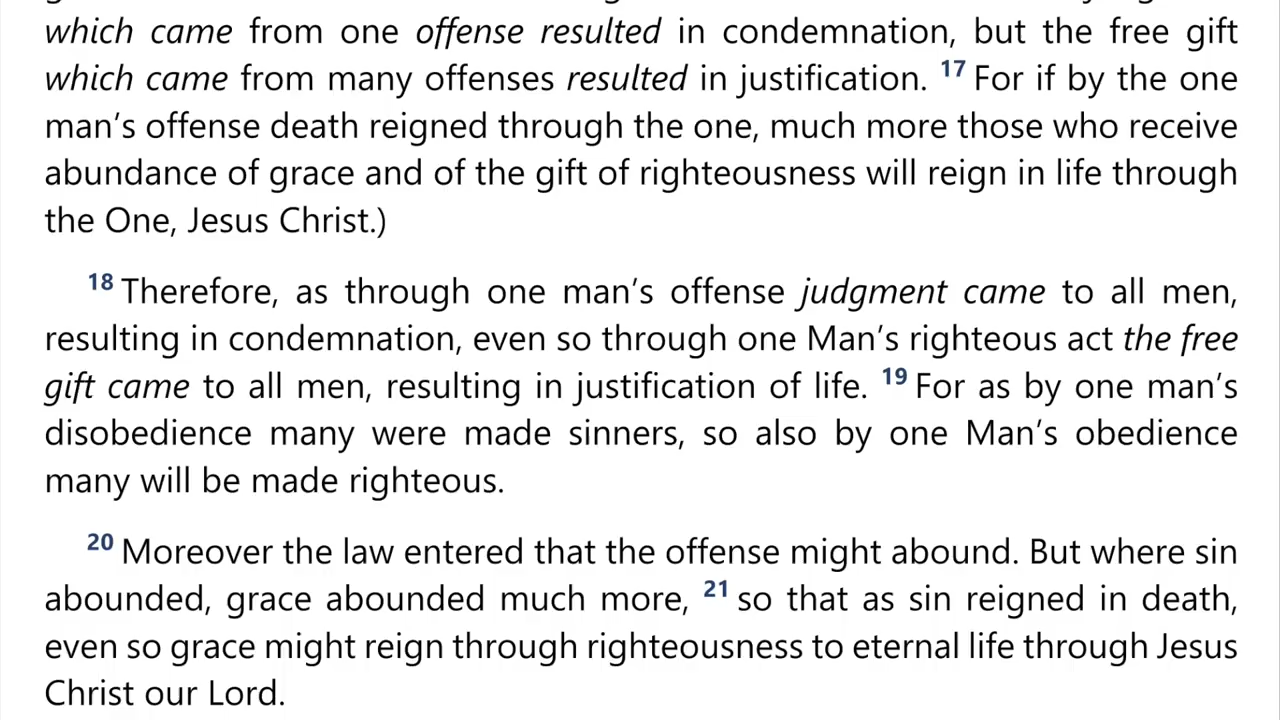 which came from one offense resulted in condemnation, but the free gift
which came from many offenses resulted in justification. 17 For if by the one
man’s offense death reigned through the one, much more those who receive
abundance of grace and of the gift of righteousness will reign in life through
the One, Jesus Christ.)
18 Therefore, as through one man’s offense judgment came to all men,
resulting in condemnation, even so through one Man’s righteous act the free
gift came to all men, resulting in justification of life. 19 For as by one man’s
disobedience many were made sinners, so also by one Man’s obedience
many will be made righteous.
20 Moreover the law entered that the offense might abound. But where sin
abounded, grace abounded much more, 21 so that as sin reigned in death,
even so grace might reign through righteousness to eternal life through Jesus
Christ our Lord.